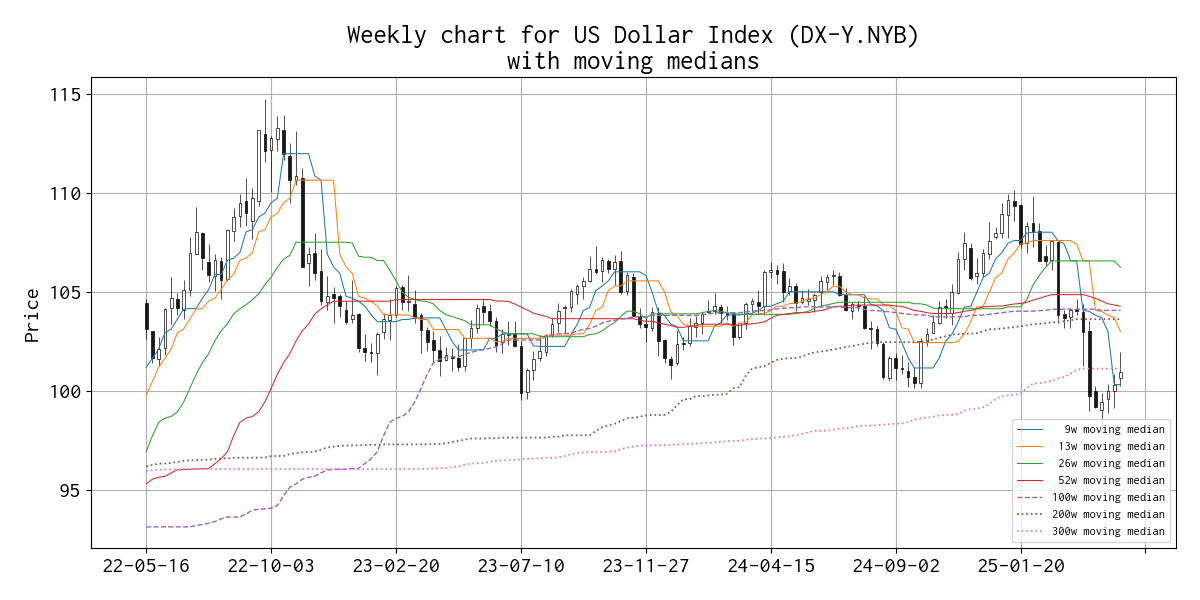 Weekly chart for US Dollar Index (DX-Y.NYB)
with moving medians
Price
115
110
105
100
95
22-05-16
22-10-03
23-02-20
23-07-10
23-11-27
24-04-15
24-09-02
25-01-20
9w moving median
13w moving median
26w moving median
52w moving median
100w moving median
200w moving median
300w moving median